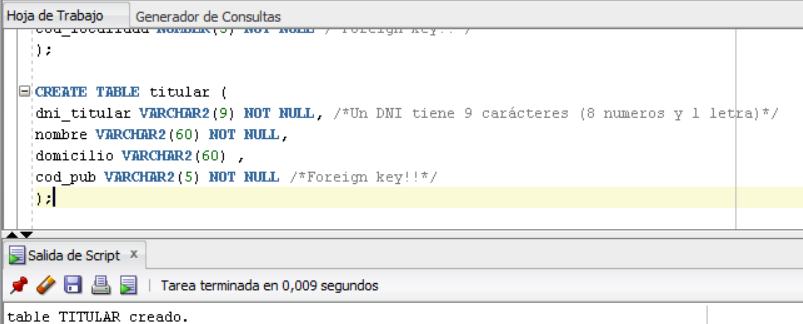 Hoja de Trabajo Generador de Consultas
cod_localidad NUMBER(5) NOT NULL /*Foreign key!!*/
);
CREATE TABLE titular (
dni_titular VARCHAR2(9) NOT NULL, /*Un DNI tiene 9 carácteres (8 numeros y 1 letra)*/
nombre VARCHAR2(60) NOT NULL,
domicilio VARCHAR2(60) ,
cod_pub VARCHAR2(5) NOT NULL /*Foreign key!!*/
);
Salida de Script x
Tarea terminada en 0,009 segundos
table TITULAR creado.